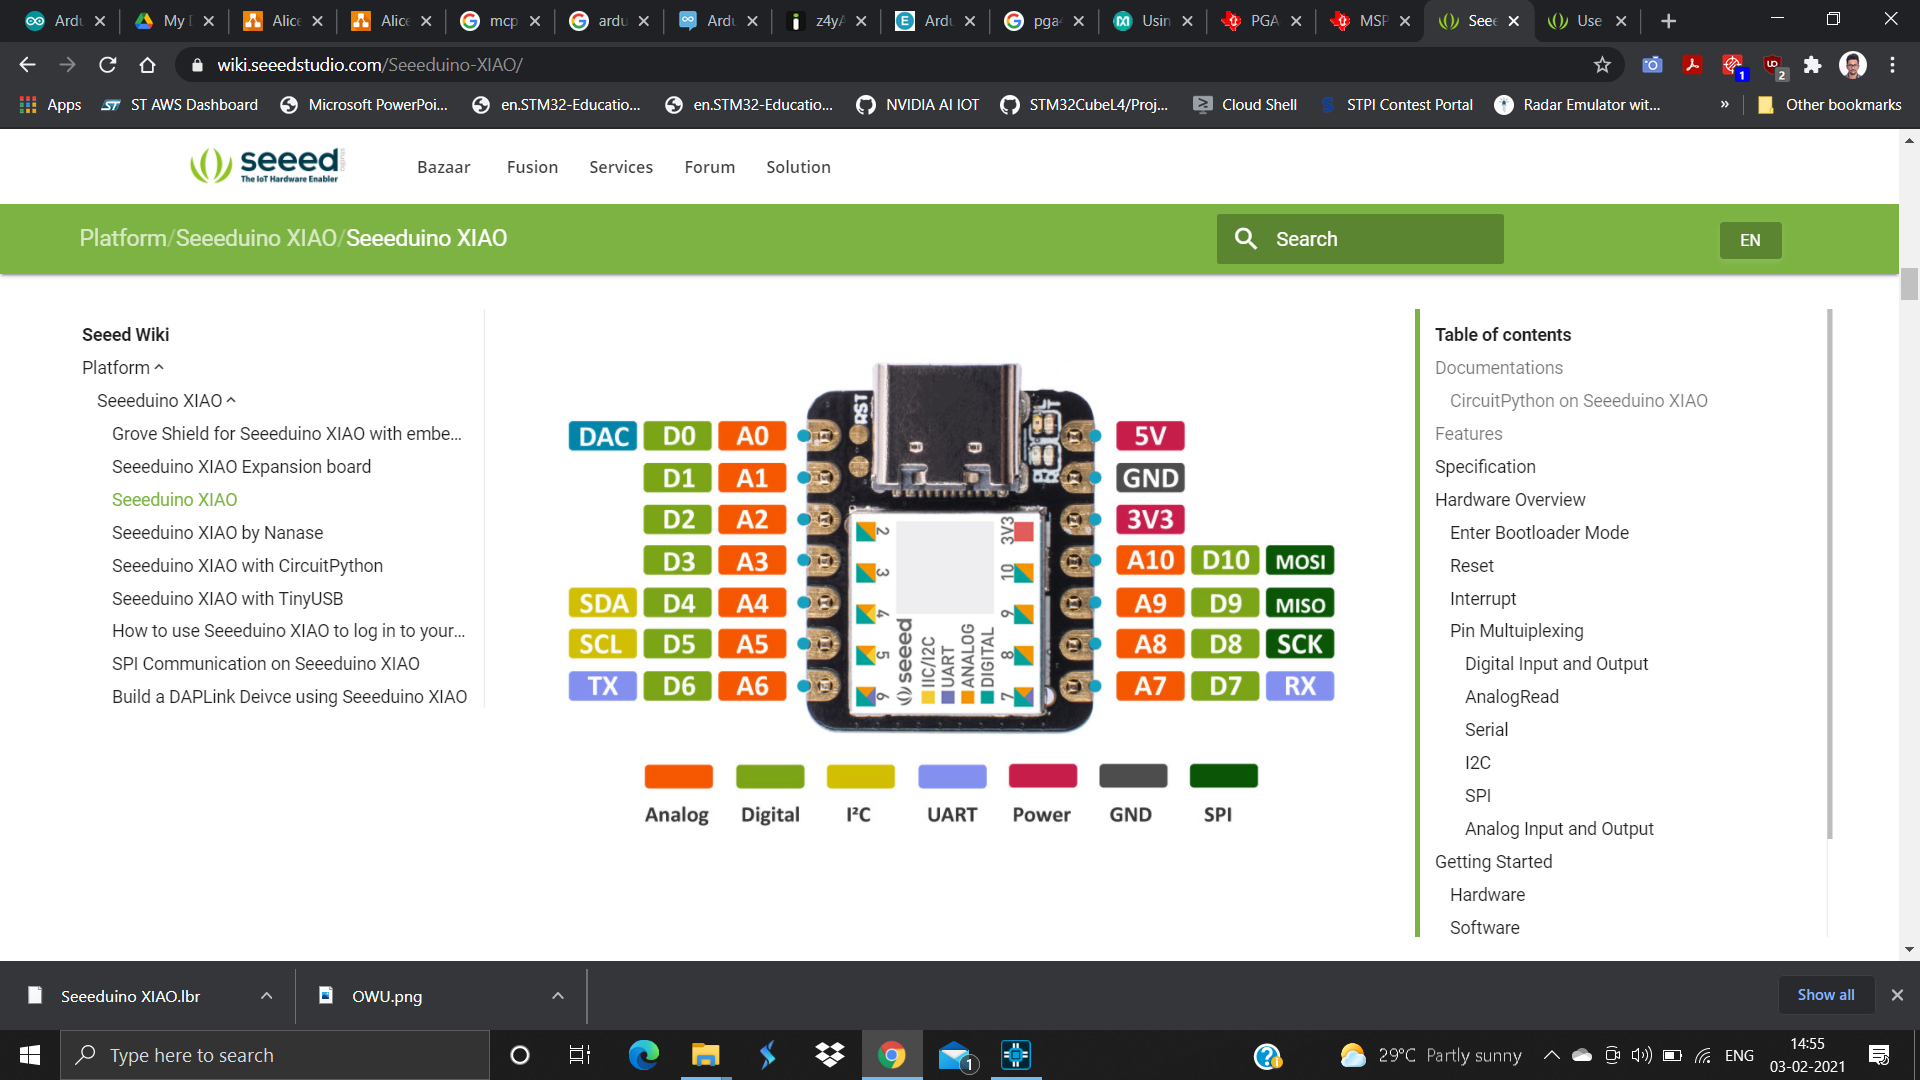 Ardu
My D
Alice
Alice
mcp
ardu
Ardu
z4yA
Ardu
pga4
Usin
PGA
MSP
Seee
Use
wiki.seeedstudio.com/Seeeduino-XIAO/
1
2
Apps
ST AWS Dashboard
Microsoft PowerPoi...
en.STM32-Educatio...
en.STM32-Educatio...
NVIDIA AI IOT
STM32CubeL4/Proj...
Cloud Shell
STPI Contest Portal
Radar Emulator wit...
»
Other bookmarks
seeed
The IoT Hardware Enabler
Bazaar
Fusion
Services
Forum
Solution
Platform/Seeeduino XIAO/Seeeduino XIAO
Search
EN
Seeed Wiki
Platform
Seeeduino XIAO
Grove Shield for Seeeduino XIAO with embe...
Seeeduino XIAO Expansion board
Seeeduino XIAO
Seeeduino XIAO by Nanase
Seeeduino XIAO with CircuitPython
Seeeduino XIAO with TinyUSB
How to use Seeeduino XIAO to log in to your...
SPI Communication on Seeeduino XIAO
Build a DAPLink Deivce using Seeeduino XIAO
DAC D0 A0
D1 A1
D2 A2
D3 A3
SDA D4 A4
SCL D5 A5
TX D6 A6
RST
2
3
4
5
6
3V3
10
9
8
7
seeed
IIC/I2C
UART
ANALOG
DIGITAL
5V
GND
3V3
A10 D10 MOSI
A9 D9 MISO
A8 D8 SCK
A7 D7 RX
Analog
Digital
I²C
UART
Power
GND
SPI
Table of contents
Documentations
CircuitPython on Seeeduino XIAO
Features
Specification
Hardware Overview
Enter Bootloader Mode
Reset
Interrupt
Pin Multuiplexing
Digital Input and Output
AnalogRead
Serial
I2C
SPI
Analog Input and Output
Getting Started
Hardware
Software
Seeeduino XIAO.lbr
OWU.png
Show all
Type here to search
1
29°C Partly sunny
ENG
14:55
03-02-2021